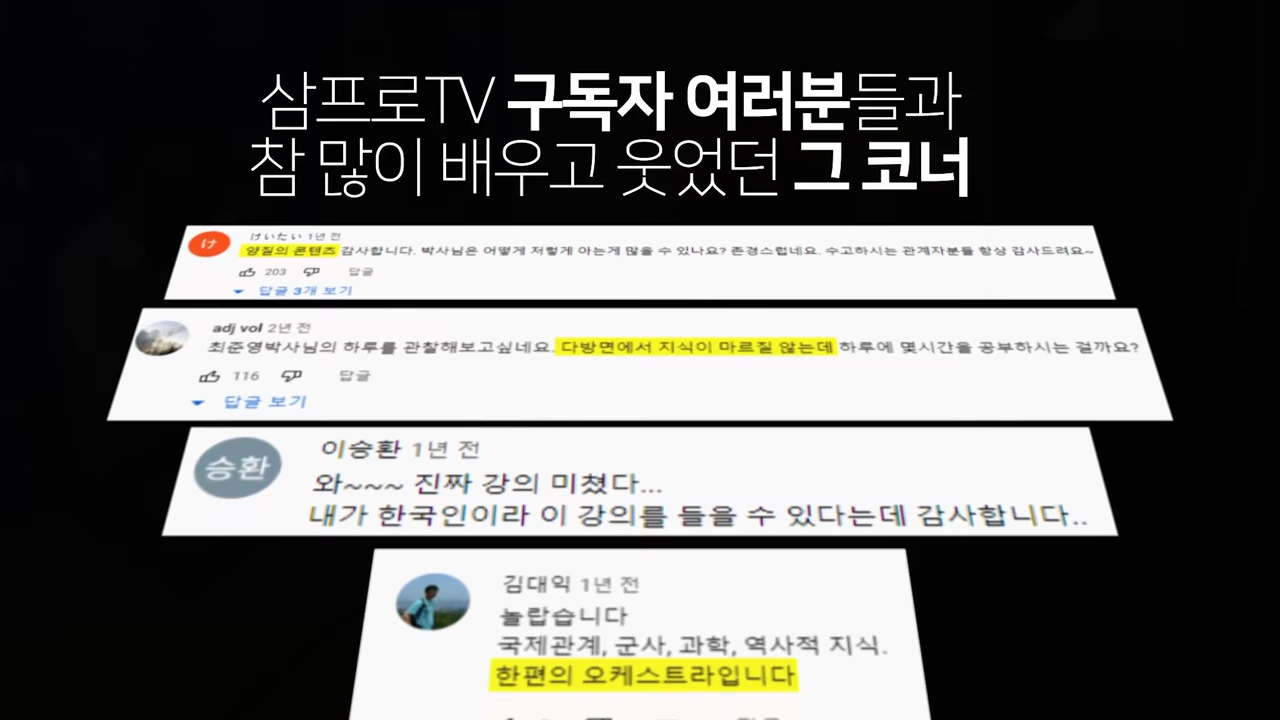 삼프로TV 구독자 여러분들과
참 많이 배우고 웃었던 그 코너
け
けいたい 1년 전
양질의 콘텐츠 감사합니다. 박사님은 어떻게 저렇게 아는게 많을 수 있나요? 존경스럽네요. 수고하시는 관계자분들 항상 감사드려요~
203 답글
답글 3개 보기
adj vol 2년 전
최준영박사님의 하루를 관찰해보고싶네요. 다방면에서 지식이 마르질 않는데 하루에 몇시간을 공부하시는 걸까요?
116 답글
답글 보기
승환
이승환 1년 전
와~~~ 진짜 강의 미쳤다...
내가 한국인이라 이 강의를 들을 수 있다는데 감사합니다..
김대익 1년 전
놀랍습니다
국제관계, 군사, 과학, 역사적 지식.
한편의 오케스트라입니다